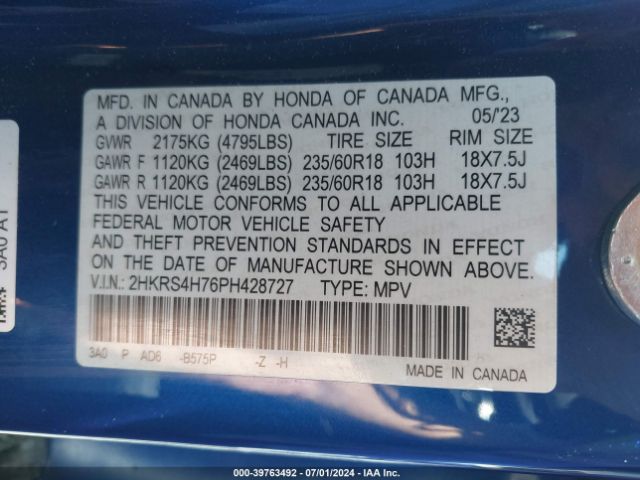 MFD. IN CANADA BY HONDA OF CANADA MFG.,
A DIVISION OF HONDA CANADA INC. 05/'23
GVWR 2175KG (4795LBS) TIRE SIZE RIM SIZE
GAWR F 1120KG (2469LBS) 235/60R18 103H 18X7.5J
GAWR R 1120KG (2469LBS) 235/60R18 103H 18X7.5J
THIS VEHICLE CONFORMS TO ALL APPLICABLE
FEDERAL MOTOR VEHICLE SAFETY
AND THEFT PREVENTION STANDARDS IN EFFECT
ON THE DATE OF MANUFACTURE SHOWN ABOVE.
V.I.N.: 2HKRS4H76PH428727 TYPE: MPV
3A0 P AD6 -B575P -Z -H
MADE IN CANADA
3A0 A1
000-39763492 - 07/01/2024 - IAA Inc.